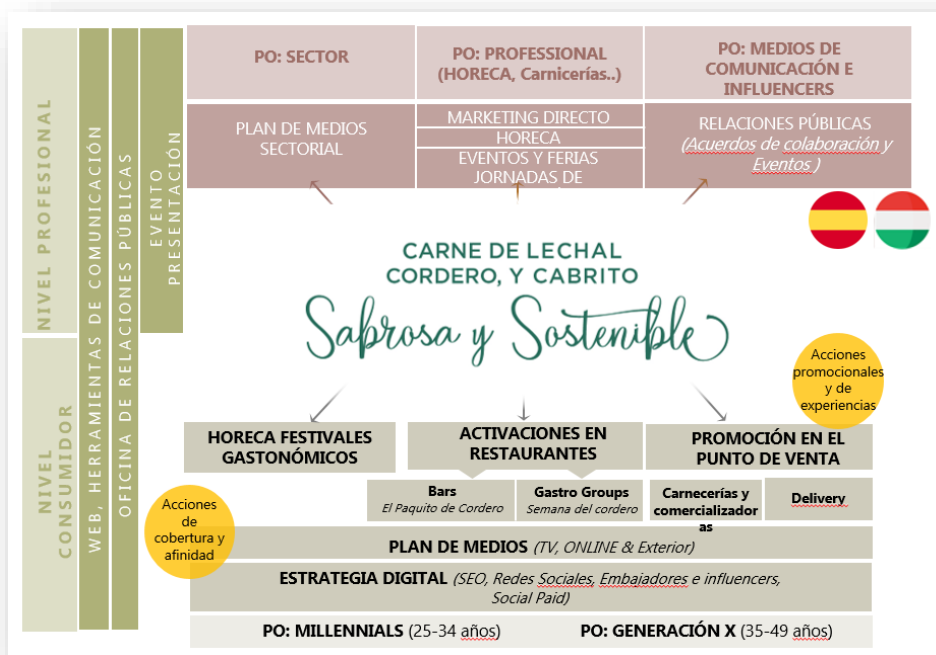 NIVEL PROFESIONAL
NIVEL
CONSUMIDOR
WEB, HERRAMIENTAS DE COMUNICACIÓN
OFICINA DE RELACIONES PÚBLICAS
EVENTO
PRESENTACIÓN
PO: SECTOR
PO: PROFESSIONAL
(HORECA, Carnicerías..)
PO: MEDIOS DE
COMUNICACIÓN E
INFLUENCERS
PLAN DE MEDIOS
SECTORIAL
MARKETING DIRECTO
HORECA
EVENTOS Y FERIAS
JORNADAS DE
RELACIONES PÚBLICAS
(Acuerdos de colaboración y
Eventos )
CARNE DE LECHAL
CORDERO, Y CABRITO
Sabrosa y Sostenible
Acciones
promocionales
y de
experiencias
HORECA FESTIVALES
GASTONÓMICOS
ACTIVACIONES EN
RESTAURANTES
PROMOCIÓN EN EL
PUNTO DE VENTA
Bars
El Paquito de Cordero
Gastro Groups
Semana del cordero
Carnecerías y
comercializador
as
Delivery
Acciones
de
cobertura y
afinidad
PLAN DE MEDIOS (TV, ONLINE & Exterior)
ESTRATEGIA DIGITAL (SEO, Redes Sociales, Embajadores e influencers,
Social Paid)
PO: MILLENNIALS (25-34 años)
PO: GENERACIÓN X (35-49 años)